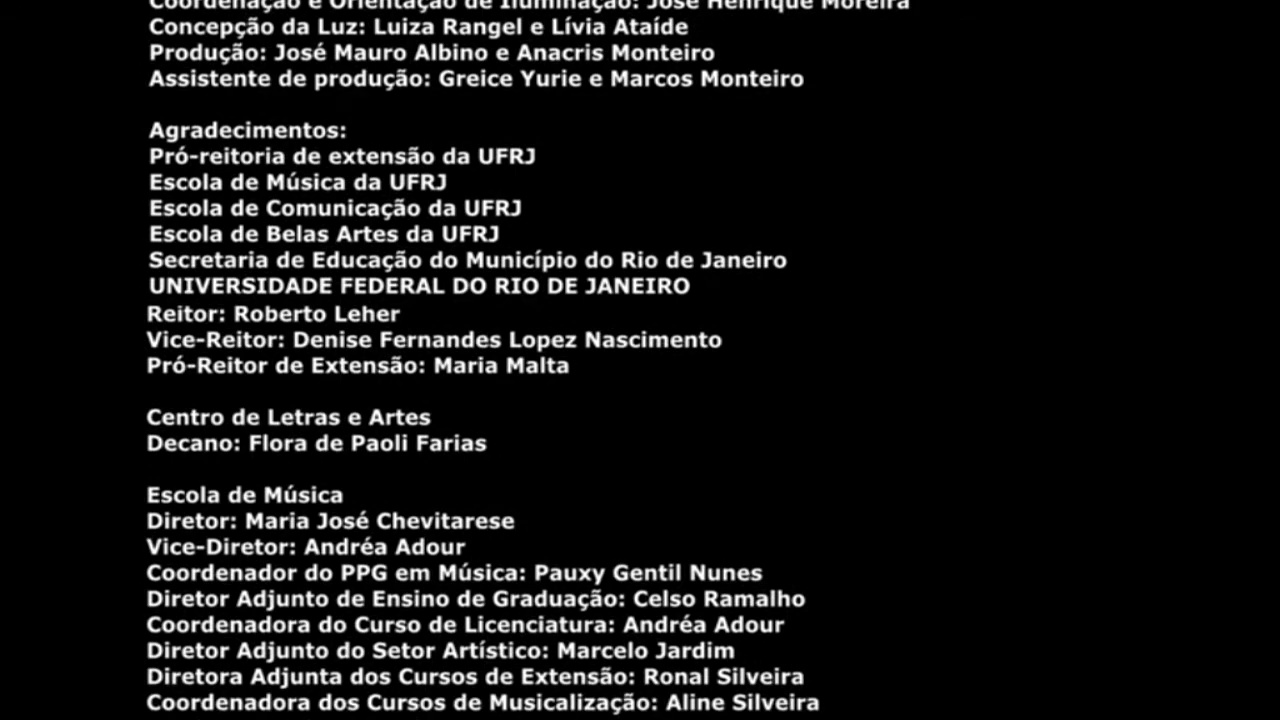 Coordenação e Orientação de Iluminação: José Henrique Moreira
Concepção da Luz: Luiza Rangel e Lívia Ataíde
Produção: José Mauro Albino e Anacris Monteiro
Assistente de produção: Greice Yurie e Marcos Monteiro
Agradecimentos:
Pró-reitoria de extensão da UFRJ
Escola de Música da UFRJ
Escola de Comunicação da UFRJ
Escola de Belas Artes da UFRJ
Secretaria de Educação do Município do Rio de Janeiro
UNIVERSIDADE FEDERAL DO RIO DE JANEIRO
Reitor: Roberto Leher
Vice-Reitor: Denise Fernandes Lopez Nascimento
Pró-Reitor de Extensão: Maria Malta
Centro de Letras e Artes
Decano: Flora de Paoli Farias
Escola de Música
Diretor: Maria José Chevitarese
Vice-Diretor: Andréa Adour
Coordenador do PPG em Música: Pauxy Gentil Nunes
Diretor Adjunto de Ensino de Graduação: Celso Ramalho
Coordenadora do Curso de Licenciatura: Andréa Adour
Diretor Adjunto do Setor Artístico: Marcelo Jardim
Diretora Adjunta dos Cursos de Extensão: Ronal Silveira
Coordenadora dos Cursos de Musicalização: Aline Silveira